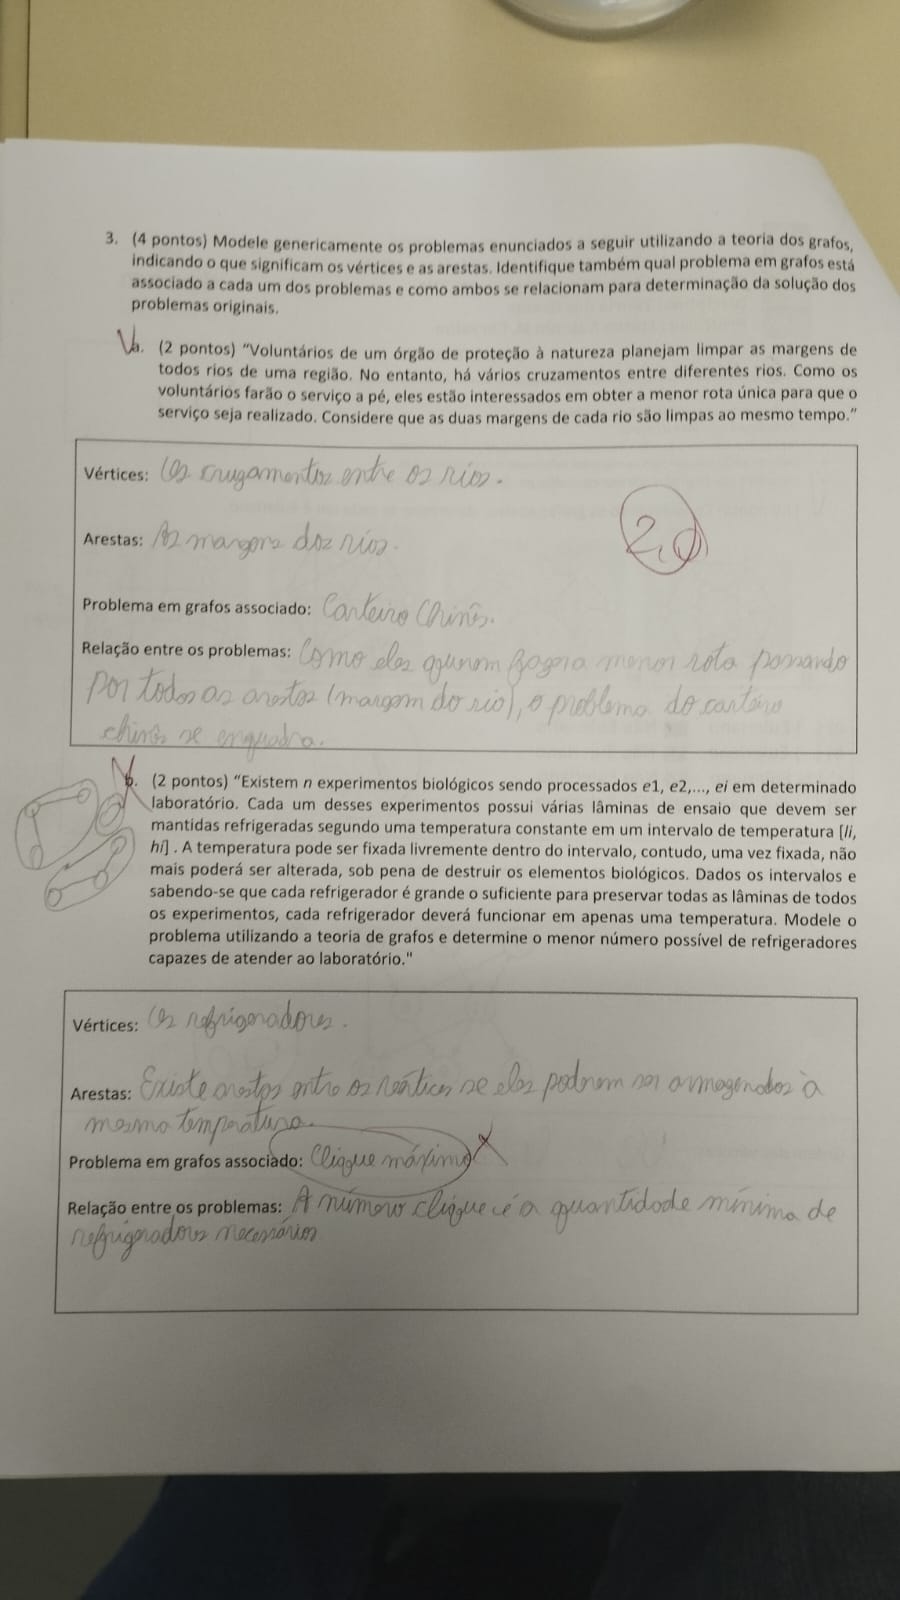 3. (4 pontos) Modele genericamente os problemas enunciados a seguir utilizando a teoria dos grafos,
indicando o que significam os vértices e as arestas. Identifique também qual problema em grafos está
associado a cada um dos problemas e como ambos se relacionam para determinação da solução dos
problemas originais.
a. (2 pontos) “Voluntários de um órgão de proteção à natureza planejam limpar as margens de
todos rios de uma região. No entanto, há vários cruzamentos entre diferentes rios. Como os
voluntários farão o serviço a pé, eles estão interessados em obter a menor rota única para que o
serviço seja realizado. Considere que as duas margens de cada rio são limpas ao mesmo tempo.”
Vértices: Os cruzamentos entre os rios.
Arestas: As margens dos rios.
2,0
Problema em grafos associado: Carteiro Chinês.
Relação entre os problemas: Como eles querem fazer a menor rota passando
por todas as arestas (margem do rio), o problema do carteiro
chinês se enquadra.
b. (2 pontos) “Existem n experimentos biológicos sendo processados e1, e2,..., ei em determinado
laboratório. Cada um desses experimentos possui várias lâminas de ensaio que devem ser
mantidas refrigeradas segundo uma temperatura constante em um intervalo de temperatura [li,
hi] . A temperatura pode ser fixada livremente dentro do intervalo, contudo, uma vez fixada, não
mais poderá ser alterada, sob pena de destruir os elementos biológicos. Dados os intervalos e
sabendo-se que cada refrigerador é grande o suficiente para preservar todas as lâminas de todos
os experimentos, cada refrigerador deverá funcionar em apenas uma temperatura. Modele o
problema utilizando a teoria de grafos e determine o menor número possível de refrigeradores
capazes de atender ao laboratório."
Vértices: Os refrigeradores.
Arestas: Existe arestas entre os vértices se eles podrem ser armazenados à
mesma temperatura.
Problema em grafos associado: Clique máximo
Relação entre os problemas: A número clique é a quantidade mínima de
refrigeradores necessários